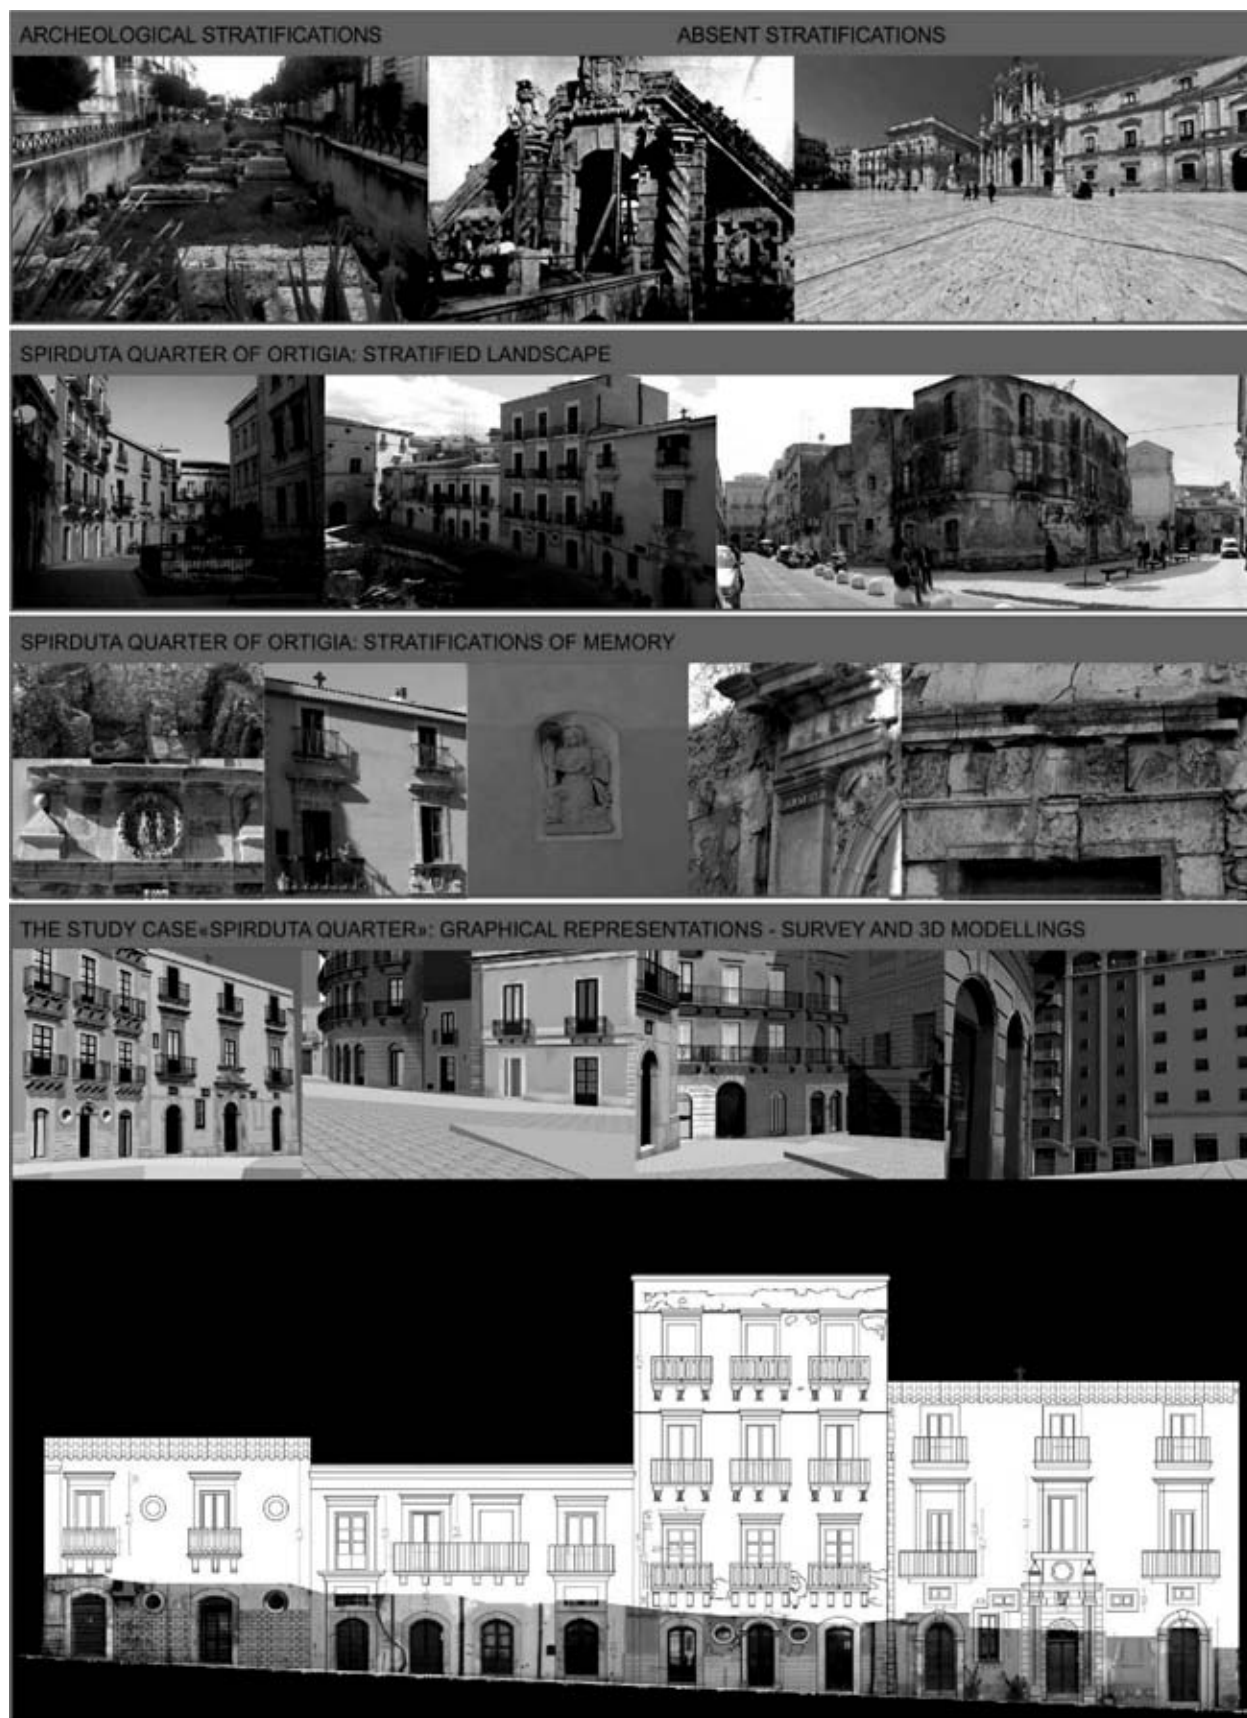 ARCHEOLOGICAL STRATIFICATIONS
ABSENT STRATIFICATIONS
SPIRDUTA QUARTER OF ORTIGIA: STRATIFIED LANDSCAPE
SPIRDUTA QUARTER OF ORTIGIA: STRATIFICATIONS OF MEMORY
THE STUDY CASE«SPIRDUTA QUARTER»: GRAPHICAL REPRESENTATIONS - SURVEY AND 3D MODELLINGS